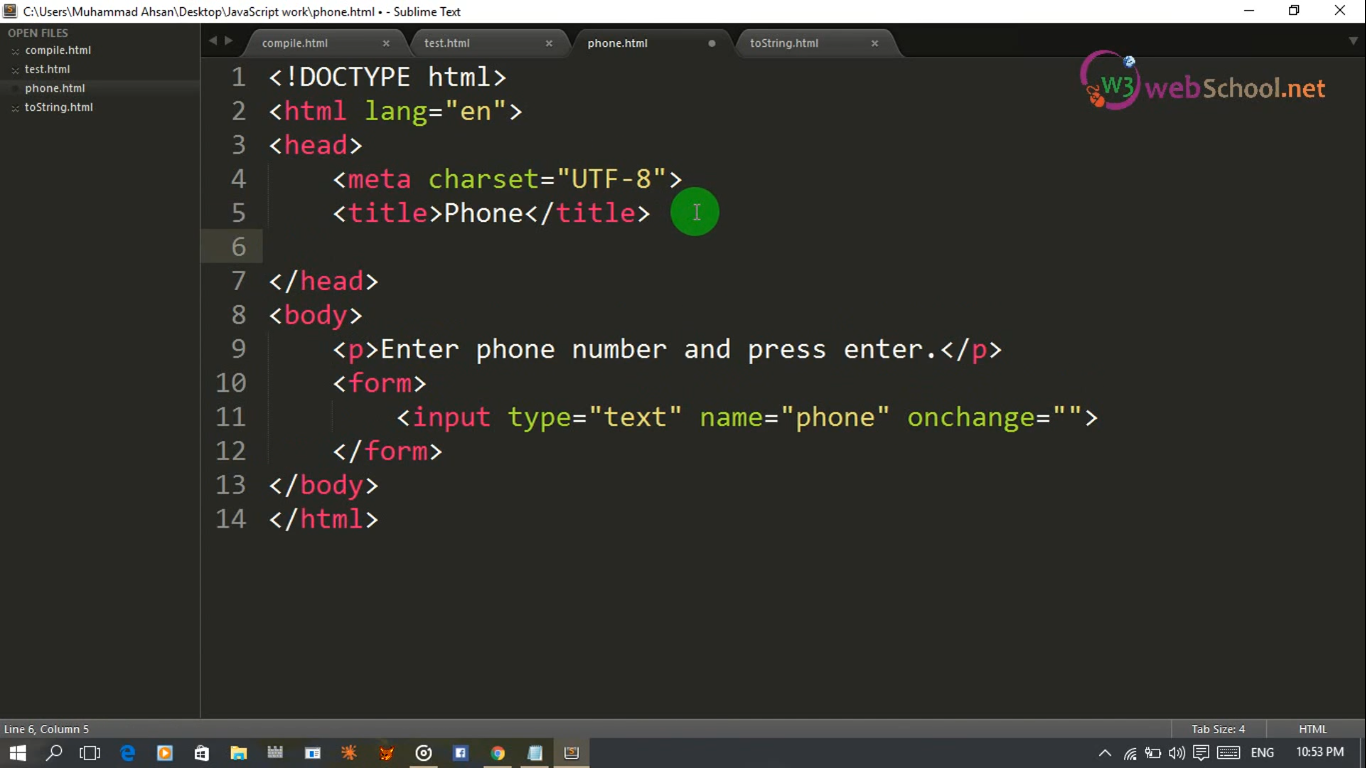 C:\Users\Muhammad Ahsan\Desktop\JavaScript work\phone.html • - Sublime Text
OPEN FILES
compile.html
test.html
phone.html
toString.html
compile.html
test.html
phone.html
toString.html
W3 webSchool.net
1 <!DOCTYPE html>
2 <html lang="en">
3 <head>
4 <meta charset="UTF-8">
5 <title>Phone</title>
6
7 </head>
8 <body>
9 <p>Enter phone number and press enter.</p>
10 <form>
11 <input type="text" name="phone" onchange="">
12 </form>
13 </body>
14 </html>
Line 6, Column 5
Tab Size: 4
HTML
ENG
10:53 PM